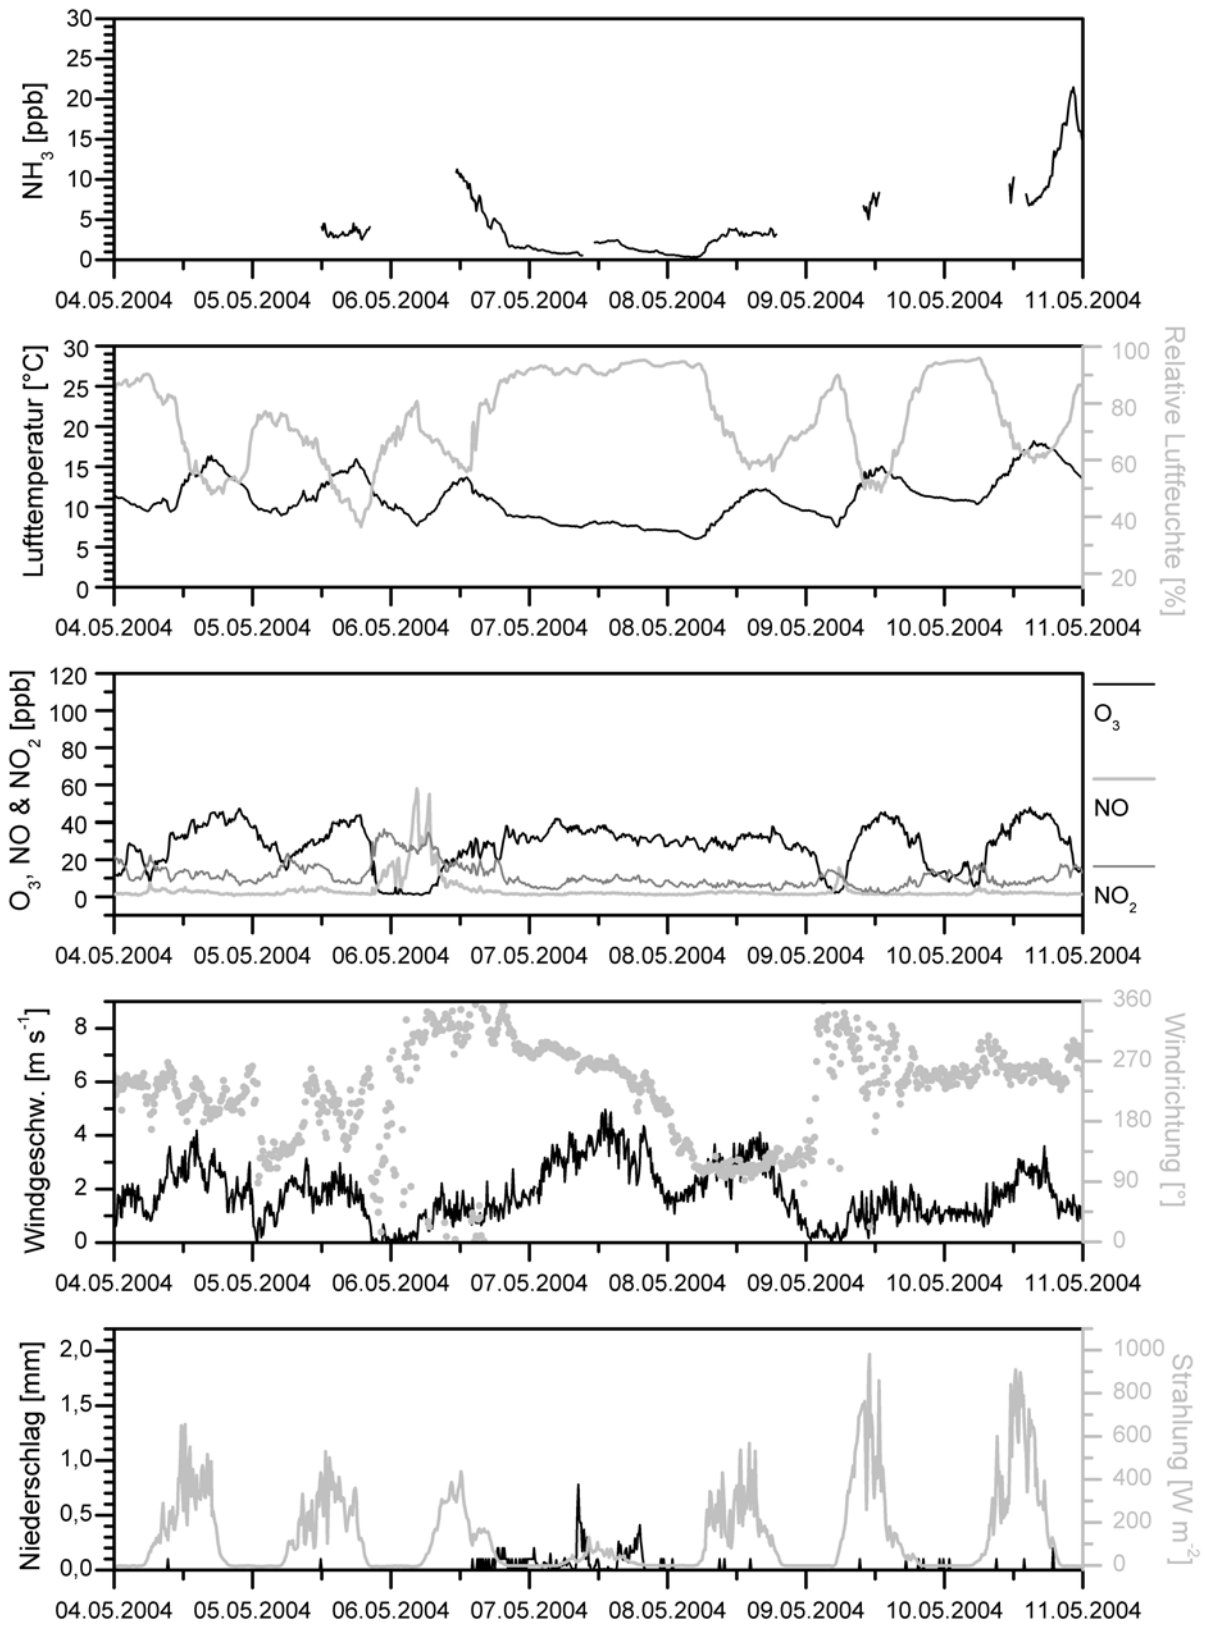 NH3 [ppb]
30
25
20
15
10
5
0
04.05.2004 05.05.2004 06.05.2004 07.05.2004 08.05.2004 09.05.2004 10.05.2004 11.05.2004
Lufttemperatur [°C]
30
25
20
15
10
5
0
100
80
60
40
20
Relative Luftfeuchte [%]
04.05.2004 05.05.2004 06.05.2004 07.05.2004 08.05.2004 09.05.2004 10.05.2004 11.05.2004
O3, NO & NO2 [ppb]
120
100
80
60
40
20
0
O3
NO
NO2
04.05.2004 05.05.2004 06.05.2004 07.05.2004 08.05.2004 09.05.2004 10.05.2004 11.05.2004
Windgeschw. [m s-1]
8
6
4
2
0
360
270
180
90
0
Windrichtung [°]
04.05.2004 05.05.2004 06.05.2004 07.05.2004 08.05.2004 09.05.2004 10.05.2004 11.05.2004
Niederschlag [mm]
2,0
1,5
1,0
0,5
0,0
1000
800
600
400
200
0
Strahlung [W m-2]
04.05.2004 05.05.2004 06.05.2004 07.05.2004 08.05.2004 09.05.2004 10.05.2004 11.05.2004